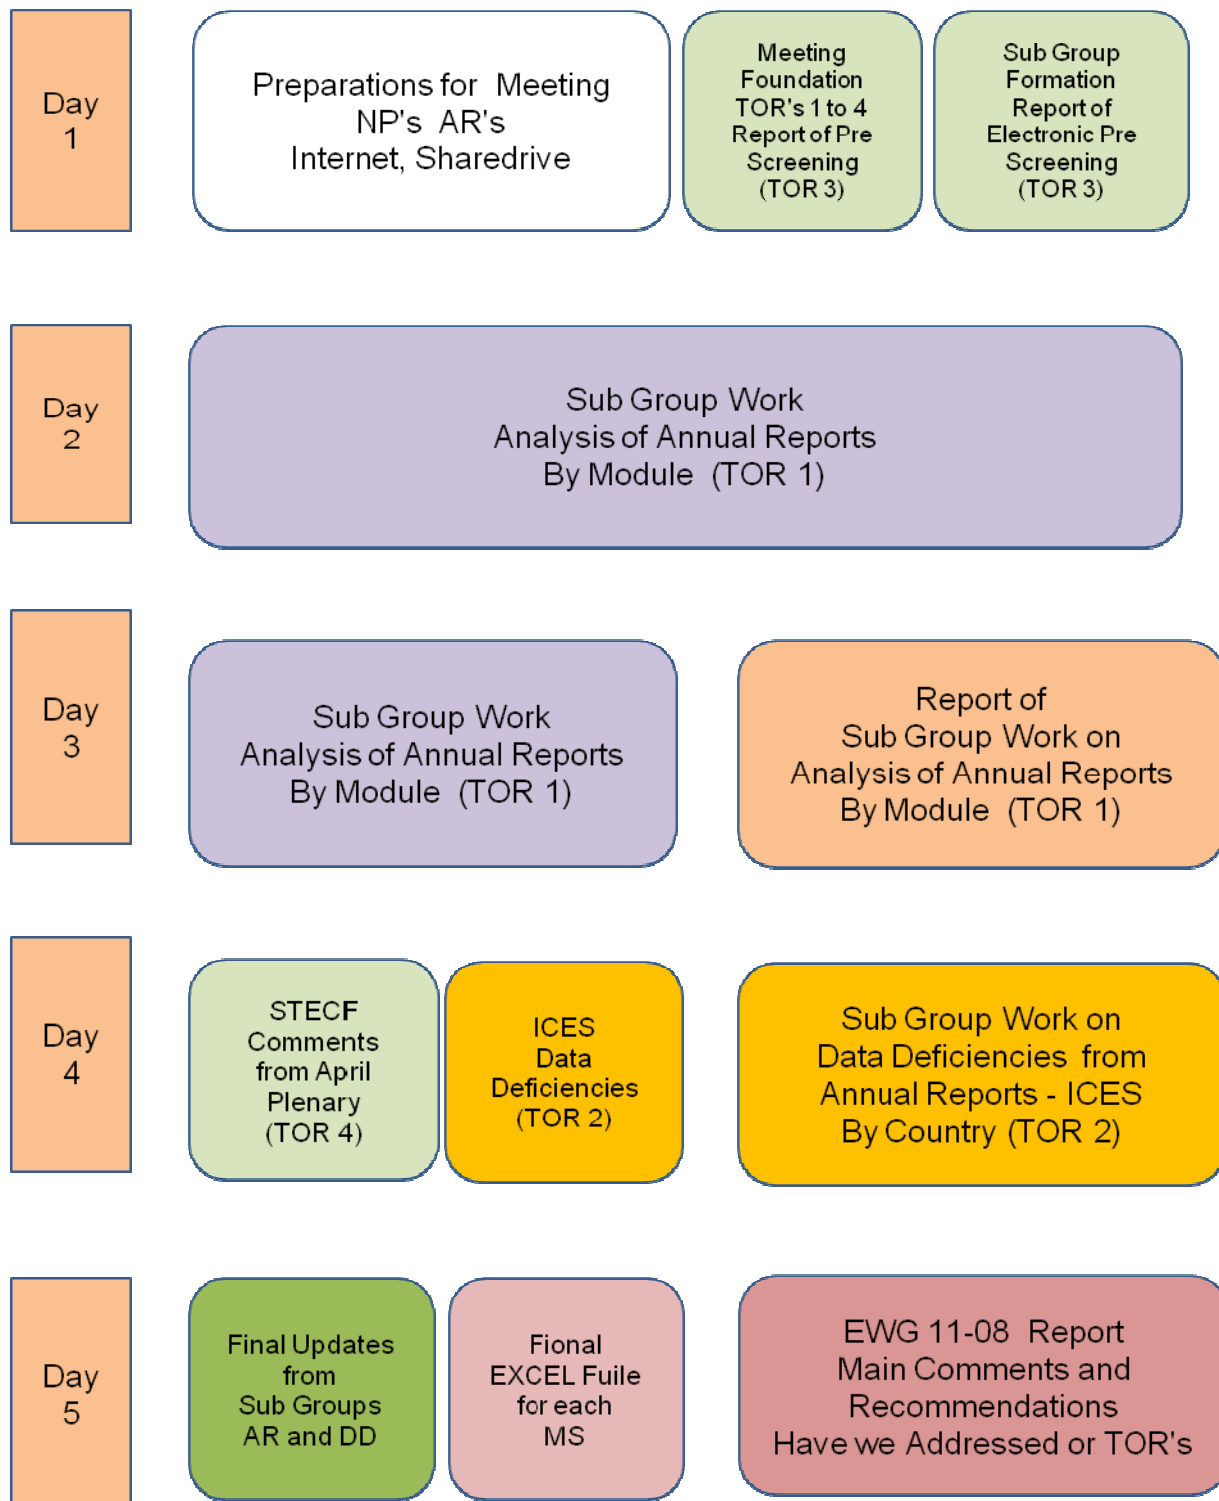 Day
1
Preparations for Meeting
NP's AR's
Internet, Sharedrive
Meeting
Foundation
TOR's 1 to 4
Report of Pre
Screening
(TOR 3)
Sub Group
Formation
Report of
Electronic Pre
Screening
(TOR 3)
Day
2
Sub Group Work
Analysis of Annual Reports
By Module (TOR 1)
Day
3
Sub Group Work
Analysis of Annual Reports
By Module (TOR 1)
Report of
Sub Group Work on
Analysis of Annual Reports
By Module (TOR 1)
Day
4
STECF
Comments
from April
Plenary
(TOR 4)
ICES
Data
Deficiencies
(TOR 2)
Sub Group Work on
Data Deficiencies from
Annual Reports - ICES
By Country (TOR 2)
Day
5
Final Updates
from
Sub Groups
AR and DD
Fional
EXCEL Fuile
for each
MS
EWG 11-08 Report
Main Comments and
Recommendations
Have we Addressed or TOR's